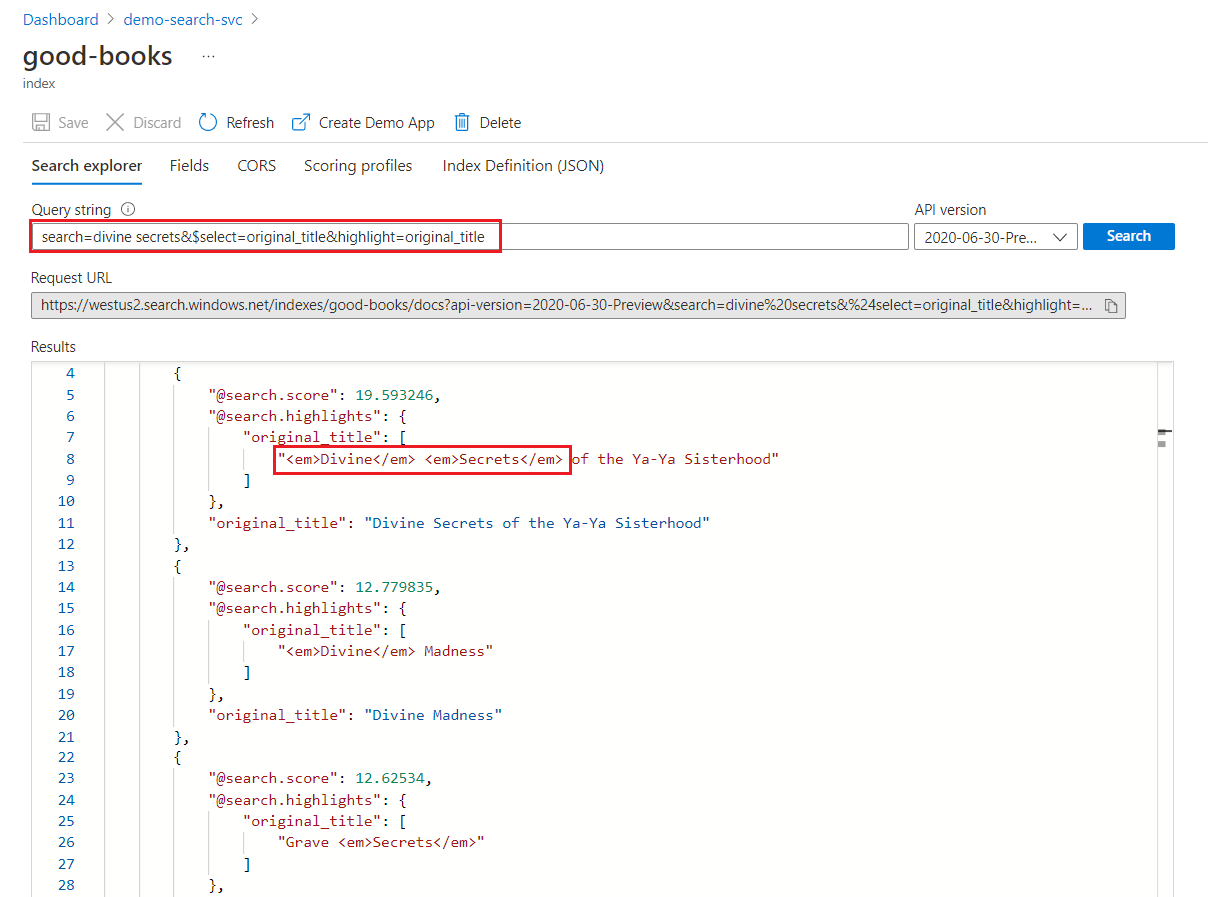 Dashboard > demo-search-svc >
good-books ...
index
Save Discard Refresh Create Demo App Delete
Search explorer Fields CORS Scoring profiles Index Definition (JSON)
Query string API version
search=divine secrets&$select=original_title&highlight=original_title 2020-06-30-Pre... Search
Request URL
https://westus2.search.windows.net/indexes/good-books/docs?api-version=2020-06-30-Preview&search=divine%20secrets&%24select=original_title&highlight=...
Results
4 {
5 "@search.score": 19.593246,
6 "@search.highlights": {
7 "original_title": [
8 "<em>Divine</em> <em>Secrets</em> of the Ya-Ya Sisterhood"
9 ]
10 },
11 "original_title": "Divine Secrets of the Ya-Ya Sisterhood"
12 },
13 {
14 "@search.score": 12.779835,
15 "@search.highlights": {
16 "original_title": [
17 "<em>Divine</em> Madness"
18 ]
19 },
20 "original_title": "Divine Madness"
21 },
22 {
23 "@search.score": 12.62534,
24 "@search.highlights": {
25 "original_title": [
26 "Grave <em>Secrets</em>"
27 ]
28 },